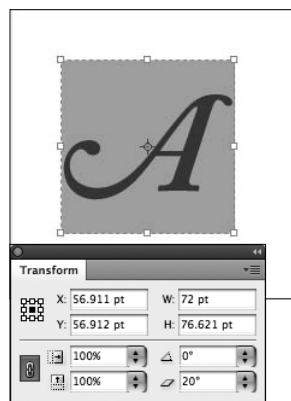 A
Transform
X: 56.911 pt W: 72 pt
Y: 56.912 pt H: 76.621 pt
100% 0°
100% 20°